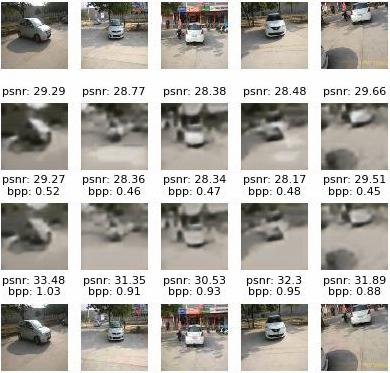 psnr: 29.29 psnr: 28.77 psnr: 28.38 psnr: 28.48 psnr: 29.66
psnr: 29.27 psnr: 28.36 psnr: 28.34 psnr: 28.17 psnr: 29.51
bpp: 0.52 bpp: 0.46 bpp: 0.47 bpp: 0.48 bpp: 0.45
psnr: 33.48 psnr: 31.35 psnr: 30.53 psnr: 32.3 psnr: 31.89
bpp: 1.03 bpp: 0.91 bpp: 0.93 bpp: 0.95 bpp: 0.88